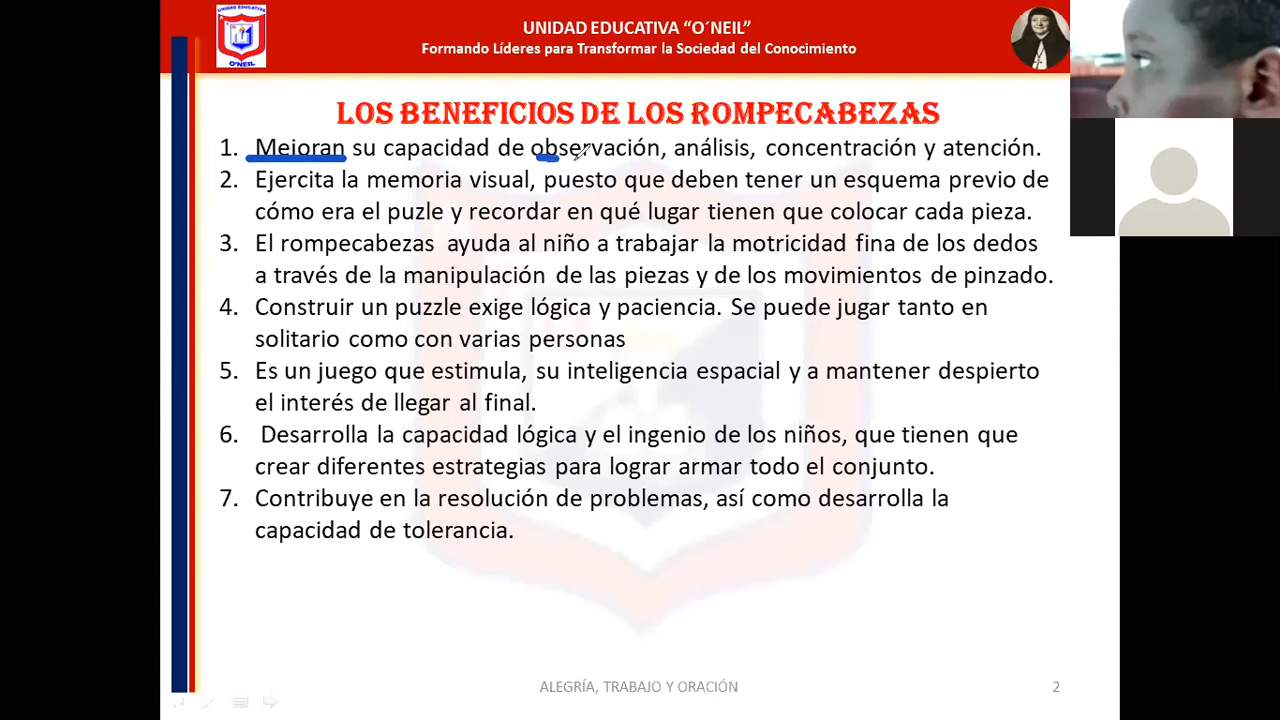 UNIDAD EDUCATIVA
O'NEIL
UNIDAD EDUCATIVA “O´NEIL”
Formando Líderes para Transformar la Sociedad del Conocimiento
LOS BENEFICIOS DE LOS ROMPECABEZAS
1. Mejoran su capacidad de observación, análisis, concentración y atención.
2. Ejercita la memoria visual, puesto que deben tener un esquema previo de
cómo era el puzle y recordar en qué lugar tienen que colocar cada pieza.
3. El rompecabezas ayuda al niño a trabajar la motricidad fina de los dedos
a través de la manipulación de las piezas y de los movimientos de pinzado.
4. Construir un puzzle exige lógica y paciencia. Se puede jugar tanto en
solitario como con varias personas
5. Es un juego que estimula, su inteligencia espacial y a mantener despierto
el interés de llegar al final.
6. Desarrolla la capacidad lógica y el ingenio de los niños, que tienen que
crear diferentes estrategias para lograr armar todo el conjunto.
7. Contribuye en la resolución de problemas, así como desarrolla la
capacidad de tolerancia.
ALEGRÍA, TRABAJO Y ORACIÓN
2